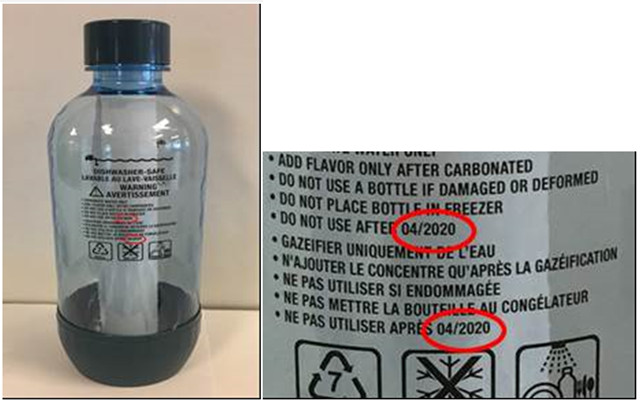 DISHWASHER-SAFE
LAVABLE AU LAVE-VAISSELLE
WARNING
AVERTISSEMENT
WATER ONLY
• ADD FLAVOR ONLY AFTER CARBONATED
• DO NOT USE A BOTTLE IF DAMAGED OR DEFORMED
• DO NOT PLACE BOTTLE IN FREEZER
• DO NOT USE AFTER 04/2020
• GAZEIFIER UNIQUEMENT DE L'EAU
• N'AJOUTER LE CONCENTRE QU'APRÈS LA GAZÉIFICATION
• NE PAS UTILISER SI ENDOMMAGÉE
• NE PAS METTRE LA BOUTEILLE AU CONGÉLATEUR
• NE PAS UTILISER APRÈS 04/2020
7